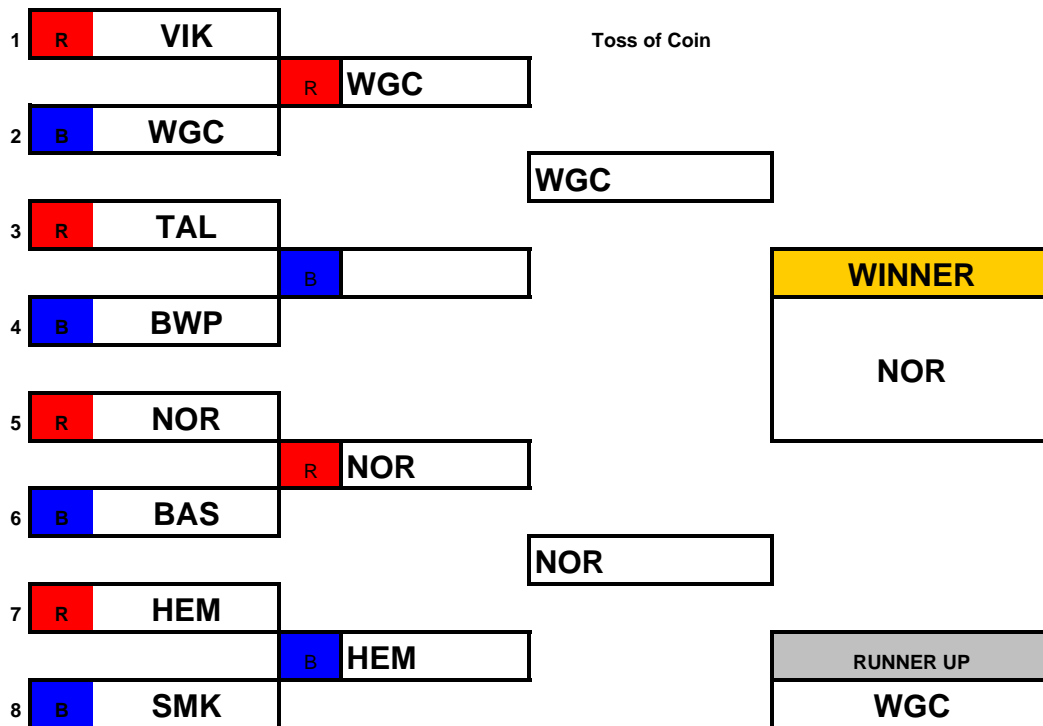 1 R VIK Toss of Coin
R WGC
2 B WGC
WGC
3 R TAL
B WINNER
4 B BWP
NOR
5 R NOR
R NOR
6 B BAS
NOR
7 R HEM
B HEM RUNNER UP
8 B SMK WGC